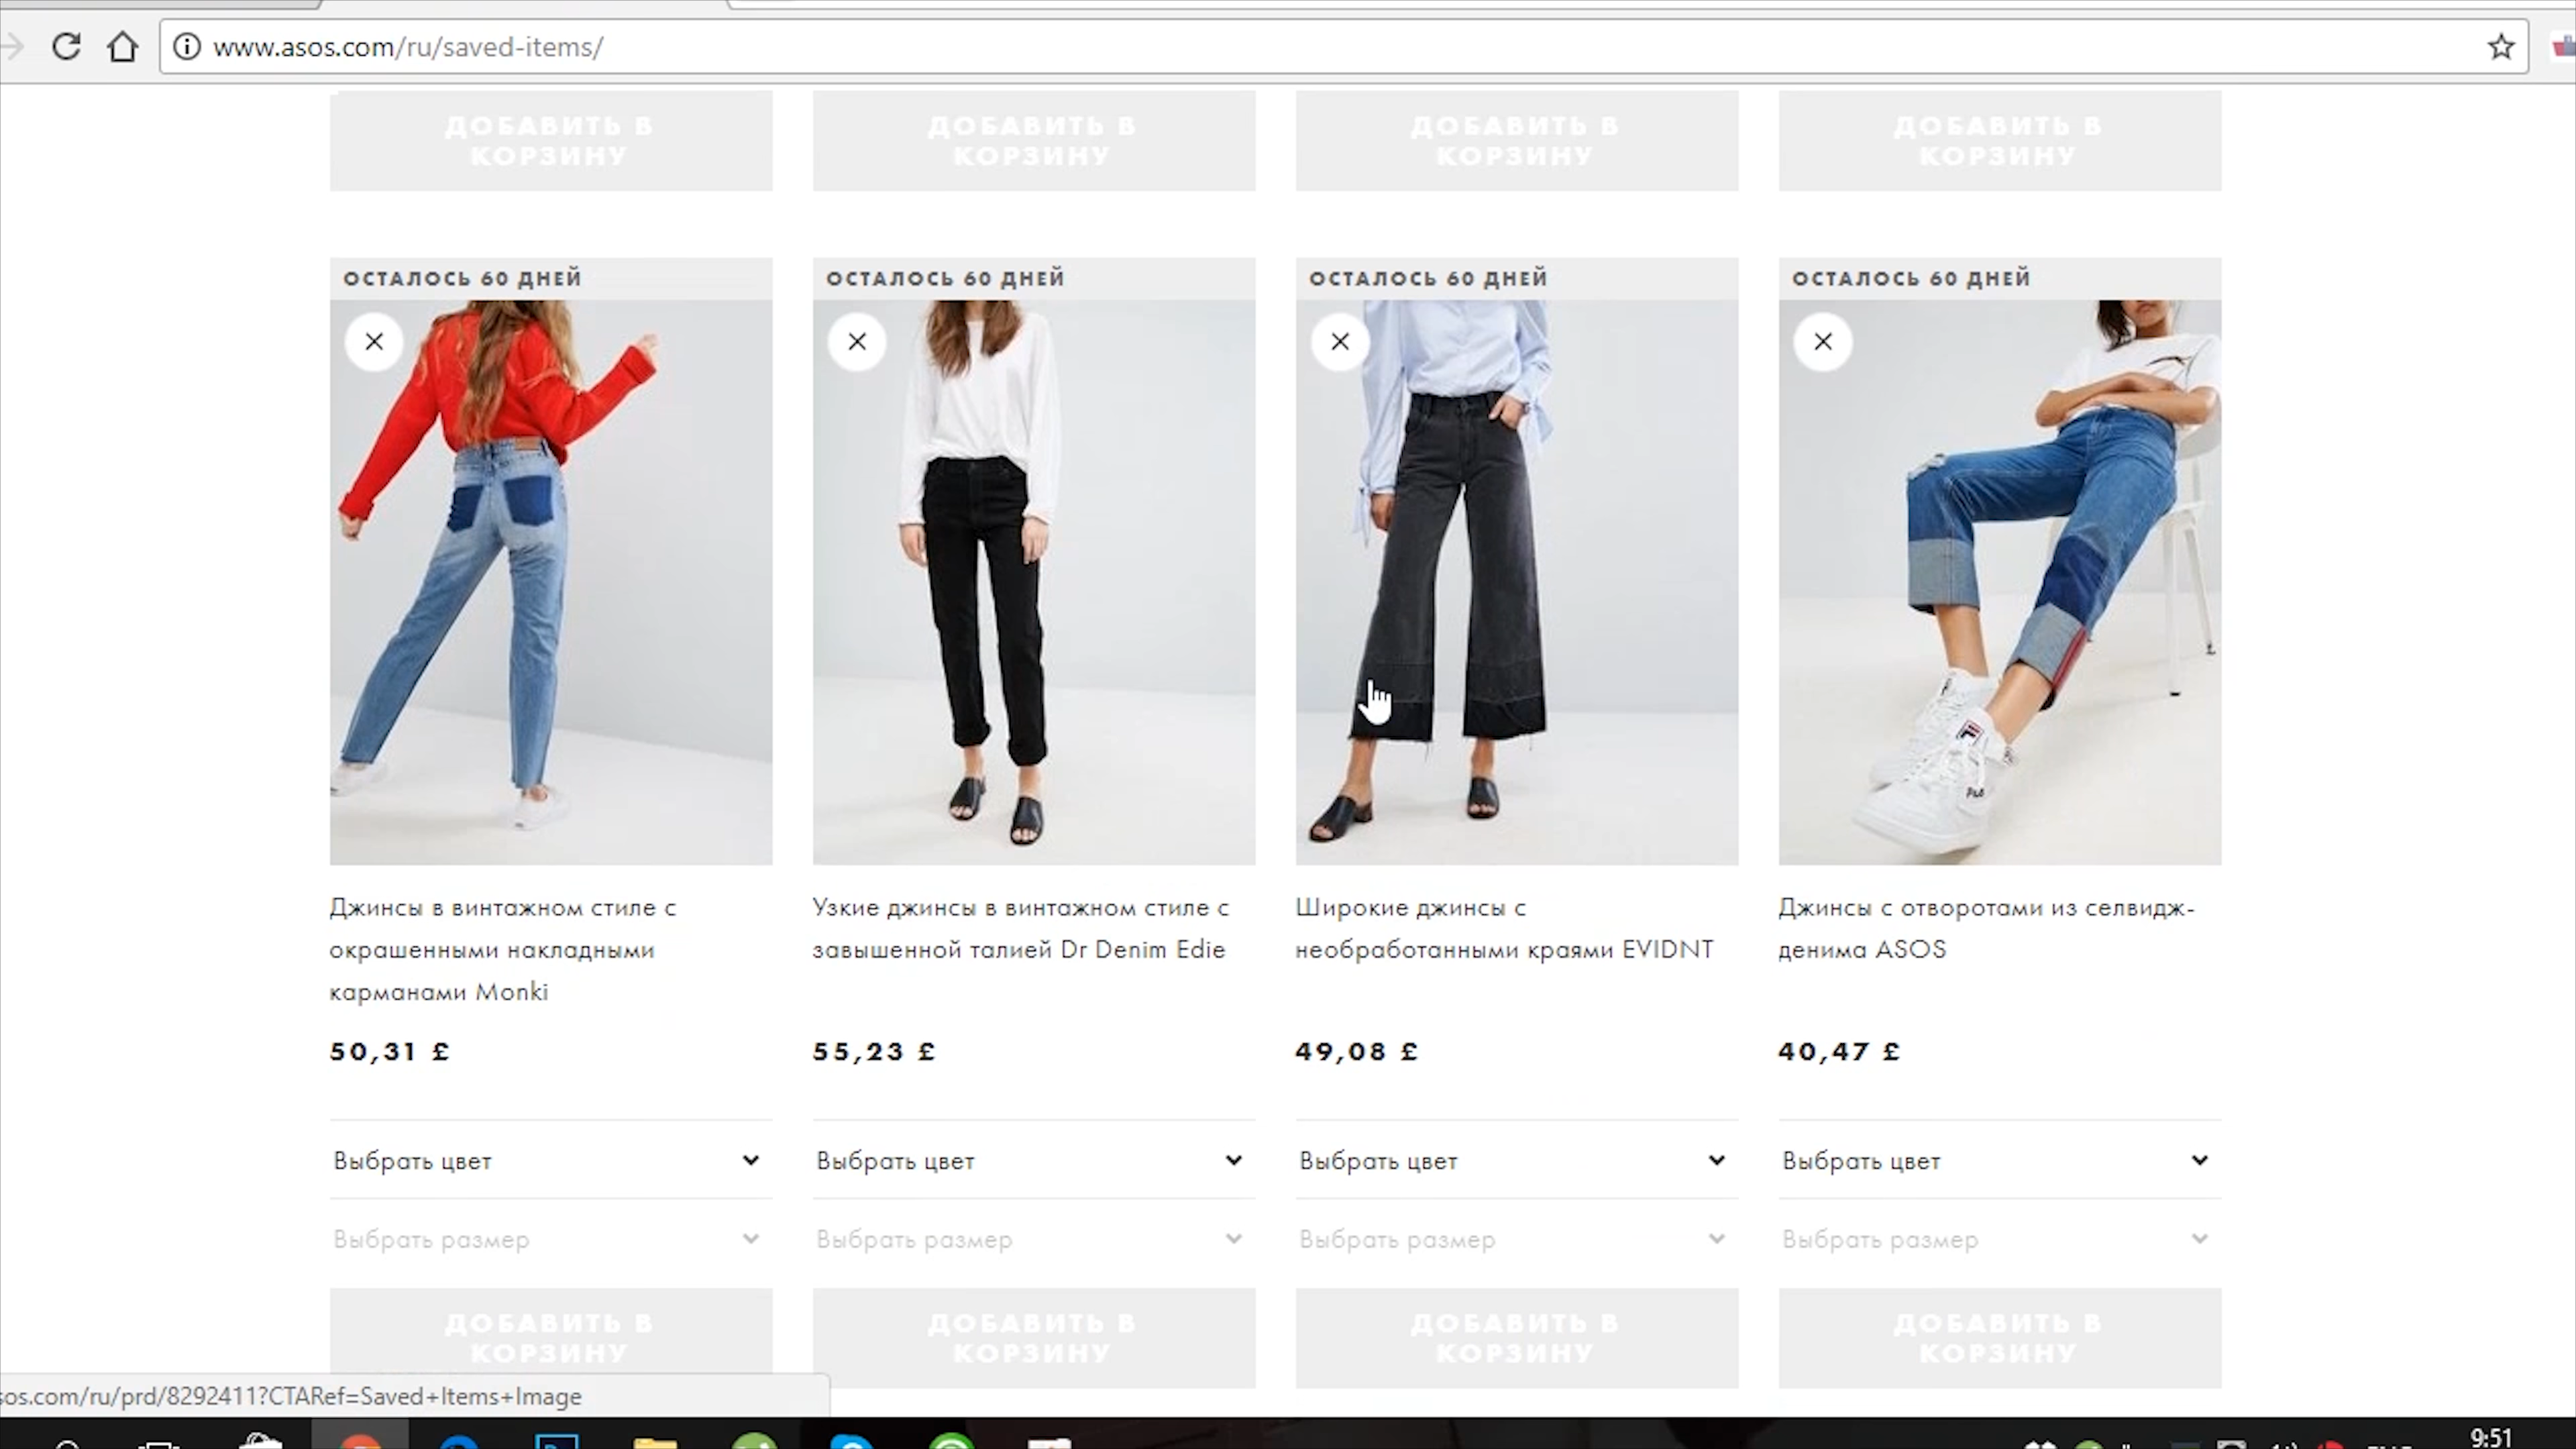 www.asos.com/ru/saved-items/
ДОБАВИТЬ В
КОРЗИНУ
ДОБАВИТЬ В
КОРЗИНУ
ДОБАВИТЬ В
КОРЗИНУ
ДОБАВИТЬ В
КОРЗИНУ
ОСТАЛОСЬ 60 ДНЕЙ
ОСТАЛОСЬ 60 ДНЕЙ
ОСТАЛОСЬ 60 ДНЕЙ
ОСТАЛОСЬ 60 ДНЕЙ
Джинсы в винтажном стиле с
окрашенными накладными
карманами Monki
50,31 £
Узкие джинсы в винтажном стиле с
завышенной талией Dr Denim Edie
55,23 £
Широкие джинсы с
необработанными краями EVIDNT
49,08 £
Джинсы с отворотами из селвидж-
денима ASOS
40,47 £
Выбрать цвет
Выбрать цвет
Выбрать цвет
Выбрать цвет
Выбрать размер
Выбрать размер
Выбрать размер
Выбрать размер
ДОБАВИТЬ В
КОРЗИНУ
ДОБАВИТЬ В
КОРЗИНУ
ДОБАВИТЬ В
КОРЗИНУ
ДОБАВИТЬ В
КОРЗИНУ
sos.com/ru/prd/8292411?CTARef=Saved+Items+Image
9:51